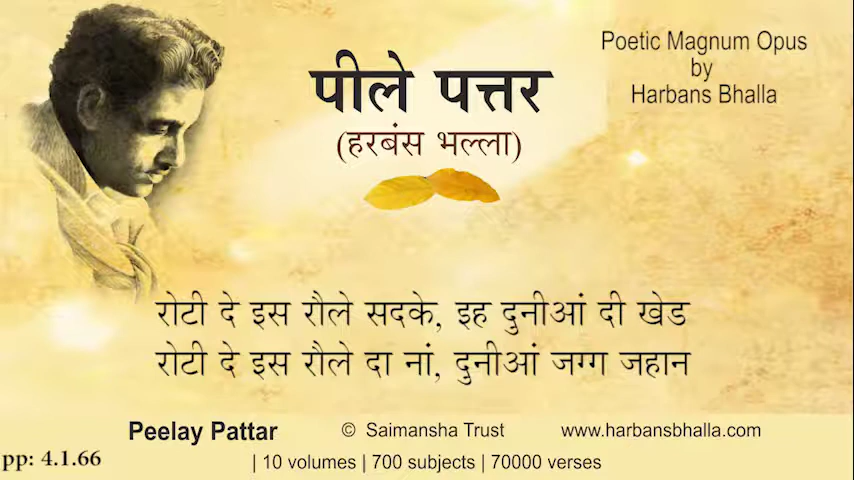 पीले पत्तर
(हरबंस भल्ला)
Poetic Magnum Opus
by
Harbans Bhalla
रोटी दे इस रौले सदके, इह दुनीआं दी खेड
रोटी दे इस रौले दा नां, दुनीआं जग्ग जहान
Peelay Pattar © Saimansha Trust www.harbansbhalla.com
pp: 4.1.66
| 10 volumes | 700 subjects | 70000 verses